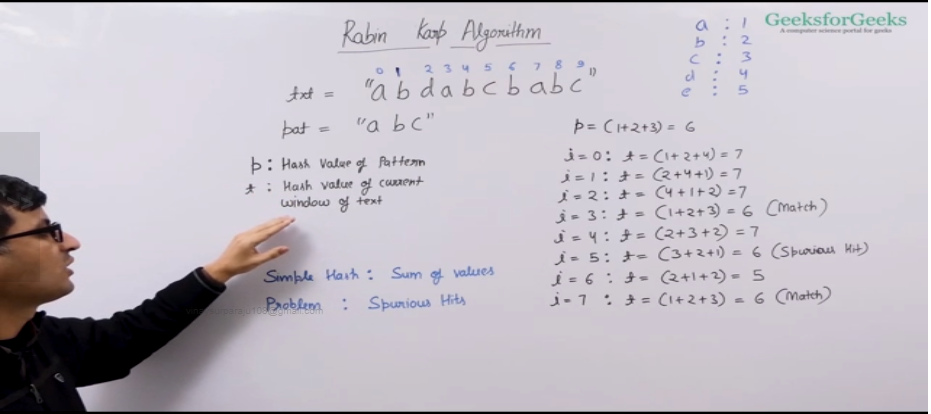 Rabin Karp Algorithm
GeeksforGeeks
A computer science portal for geeks
a : 1
b : 2
c : 3
d : 4
e : 5
0 1 2 3 4 5 6 7 8 9
txt = "a b d a b c b a b c"
pat = "a b c"
p : Hash Value of Pattern
t : Hash value of current
window of text
Simple Hash : Sum of values
Problem : Spurious Hits
p = (1+2+3) = 6
i = 0 : t = (1+2+4) = 7
i = 1 : t = (2+4+1) = 7
i = 2 : t = (4+1+2) = 7
i = 3 : t = (1+2+3) = 6 (Match)
i = 4 : t = (2+3+2) = 7
i = 5 : t = (3+2+1) = 6 (Spurious Hit)
i = 6 : t = (2+1+2) = 5
i = 7 : t = (1+2+3) = 6 (Match)